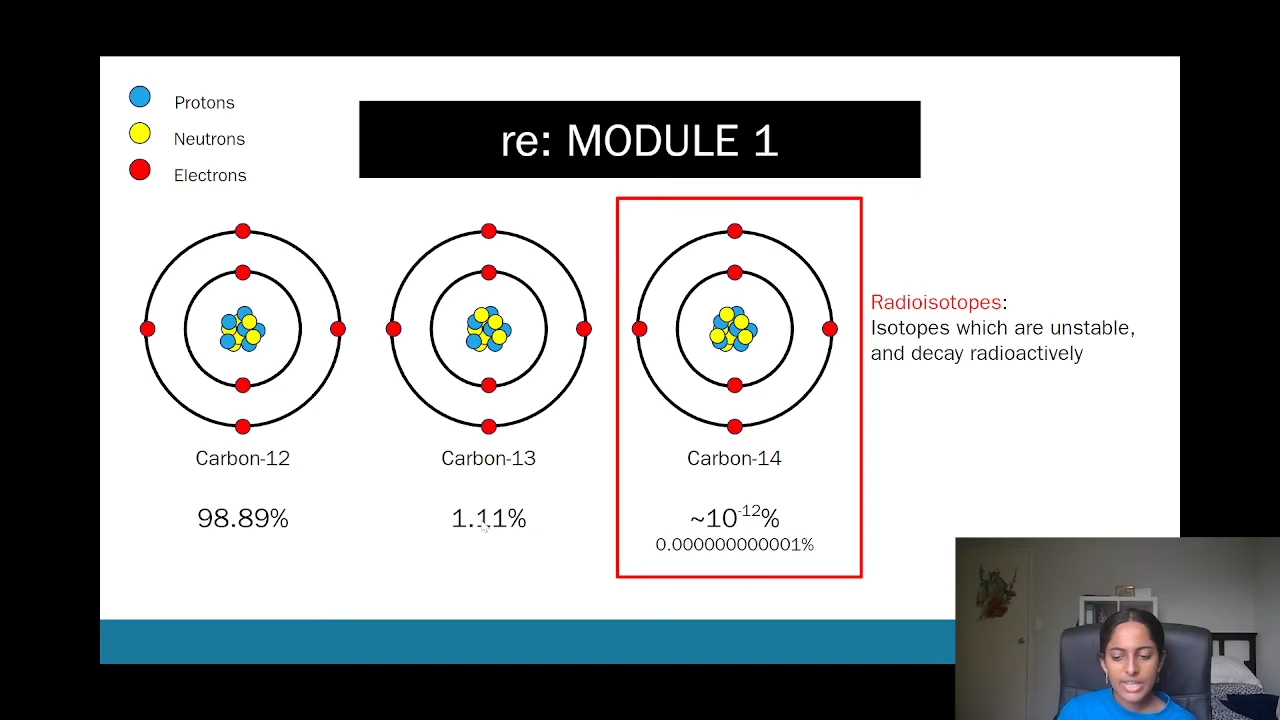 Protons
Neutrons
Electrons
re: MODULE 1
Radioisotopes:
Isotopes which are unstable,
and decay radioactively
Carbon-12
Carbon-13
Carbon-14
98.89%
1.11%
~10⁻¹²%
0.000000000001%